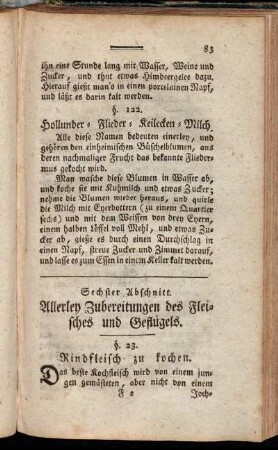 83
ihn eine Stunde lang mit Wasser, Weine und
Zucker, und thut etwas Himbeergelee dazu.
Hierauf gießt man's in einen porcelainen Napf,
und läßt es darin kalt werden.
§. 122.
Hollunder- Flieder- Keilecken-Milch.
Alle diese Namen bedeuten einerley, und
gehören den einheimischen Büschelblumen, aus
deren nachmaliger Frucht das bekannte Flieder-
mus gekocht wird.
Man wasche diese Blumen in Wasser ab,
und koche sie mit Kuhmilch und etwas Zucker;
nehme die Blumen wieder heraus, und quirle
die Milch mit Eyerdottern (zu einem Quartier
sechs) und mit dem Weissen von drey Eyern,
einem halben Löffel voll Mehl, und etwas Zu-
cker ab, gieße es durch einen Durchschlag in
einen Napf, streue Zucker und Zimmet darauf,
und lasse es zum Essen in einem Keller kalt werden.
Sechster Abschnitt.
Allerley Zubereitungen des Flei-
sches und Geflügels.
§. 23.
Rindfleisch zu kochen.
Das beste Kochfleisch wird von einem jun-
gen gemästeten, aber nicht von einem
F 2 Joch-